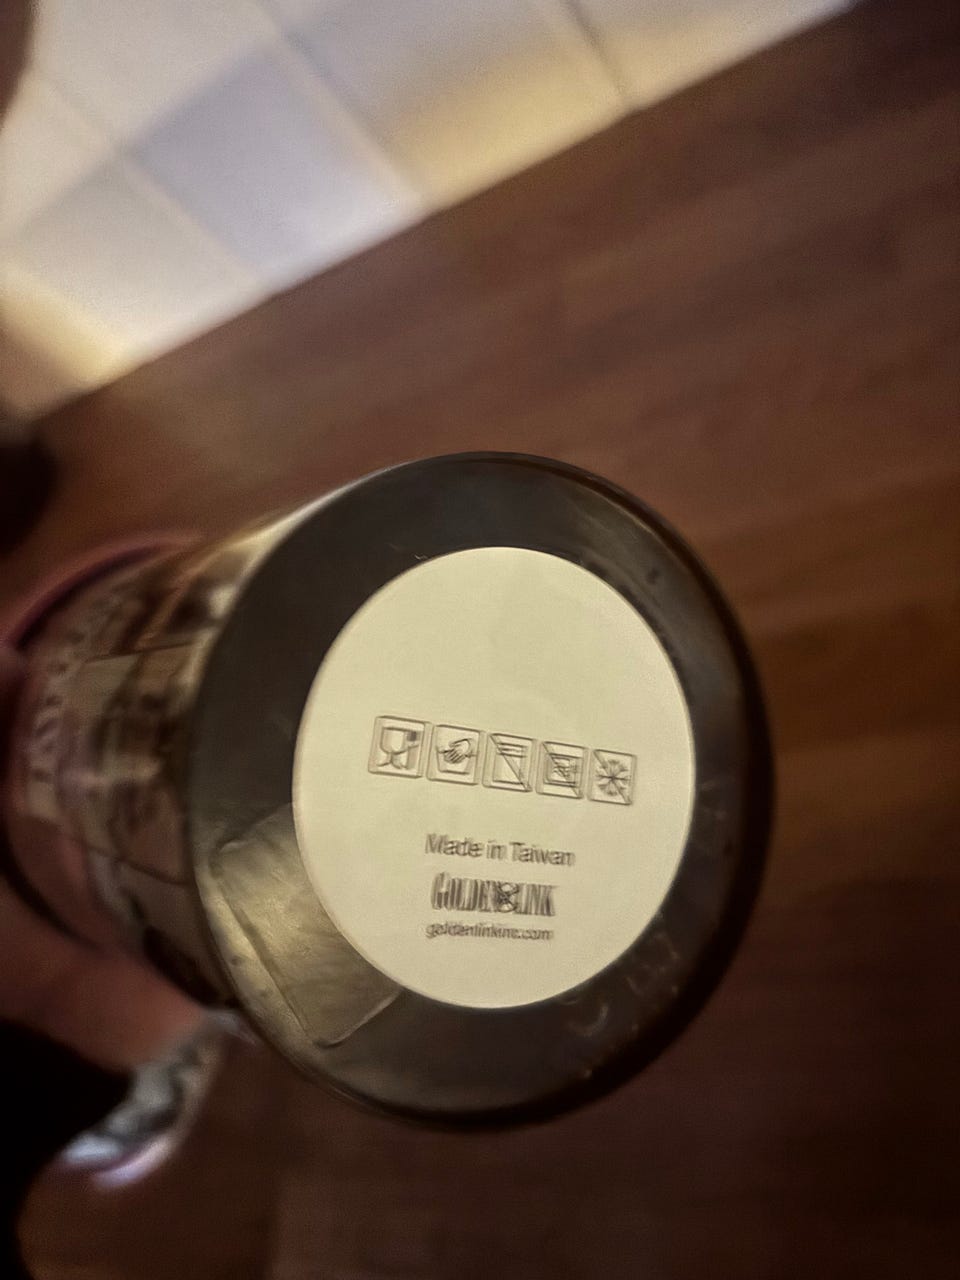 Made in Taiwan
GOLDEN LINK
goldenlinkinc.com